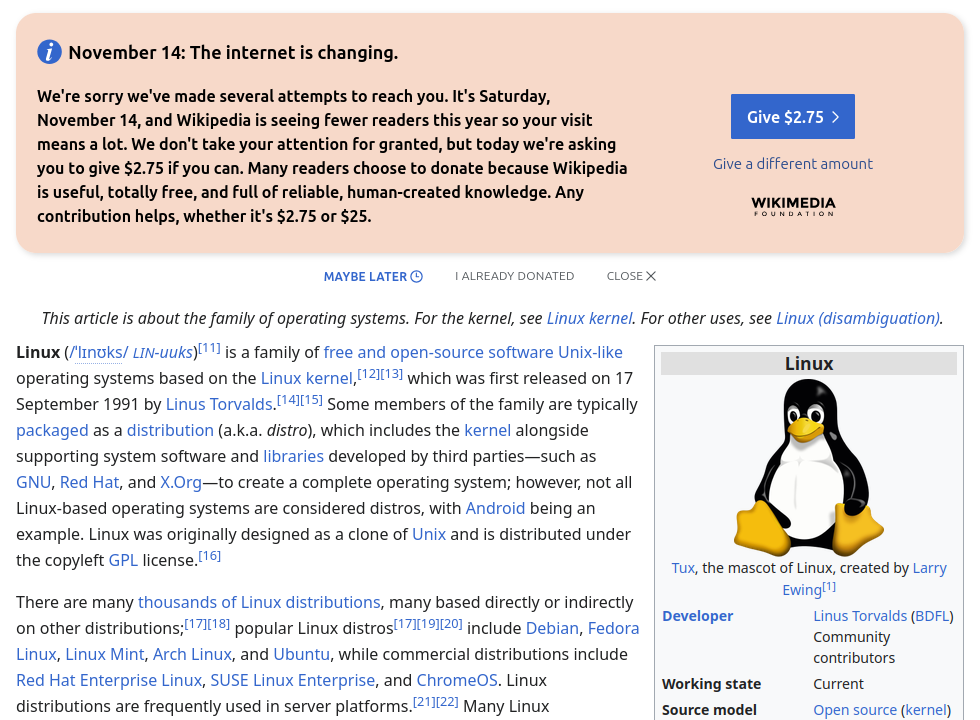 November 14: The internet is changing.
We're sorry we've made several attempts to reach you. It's Saturday,
November 14, and Wikipedia is seeing fewer readers this year so your visit
means a lot. We don't take your attention for granted, but today we're asking
you to give $2.75 if you can. Many readers choose to donate because Wikipedia
is useful, totally free, and full of reliable, human-created knowledge. Any
contribution helps, whether it's $2.75 or $25.
Give $2.75
Give a different amount
WIKIMEDIA
FOUNDATION
MAYBE LATER
I ALREADY DONATED
CLOSE
This article is about the family of operating systems. For the kernel, see Linux kernel. For other uses, see Linux (disambiguation).
Linux (/ˈlɪnʊks/ LIN-uuks)[11] is a family of free and open-source software Unix-like
operating systems based on the Linux kernel,[12][13] which was first released on 17
September 1991 by Linus Torvalds.[14][15] Some members of the family are typically
packaged as a distribution (a.k.a. distro), which includes the kernel alongside
supporting system software and libraries developed by third parties—such as
GNU, Red Hat, and X.Org—to create a complete operating system; however, not all
Linux-based operating systems are considered distros, with Android being an
example. Linux was originally designed as a clone of Unix and is distributed under
the copyleft GPL license.[16]
There are many thousands of Linux distributions, many based directly or indirectly
on other distributions;[17][18] popular Linux distros[17][19][20] include Debian, Fedora
Linux, Linux Mint, Arch Linux, and Ubuntu, while commercial distributions include
Red Hat Enterprise Linux, SUSE Linux Enterprise, and ChromeOS. Linux
distributions are frequently used in server platforms.[21][22] Many Linux
Linux
Tux, the mascot of Linux, created by Larry
Ewing[1]
Developer Linus Torvalds (BDFL)
Community
contributors
Working state Current
Source model Open source (kernel)